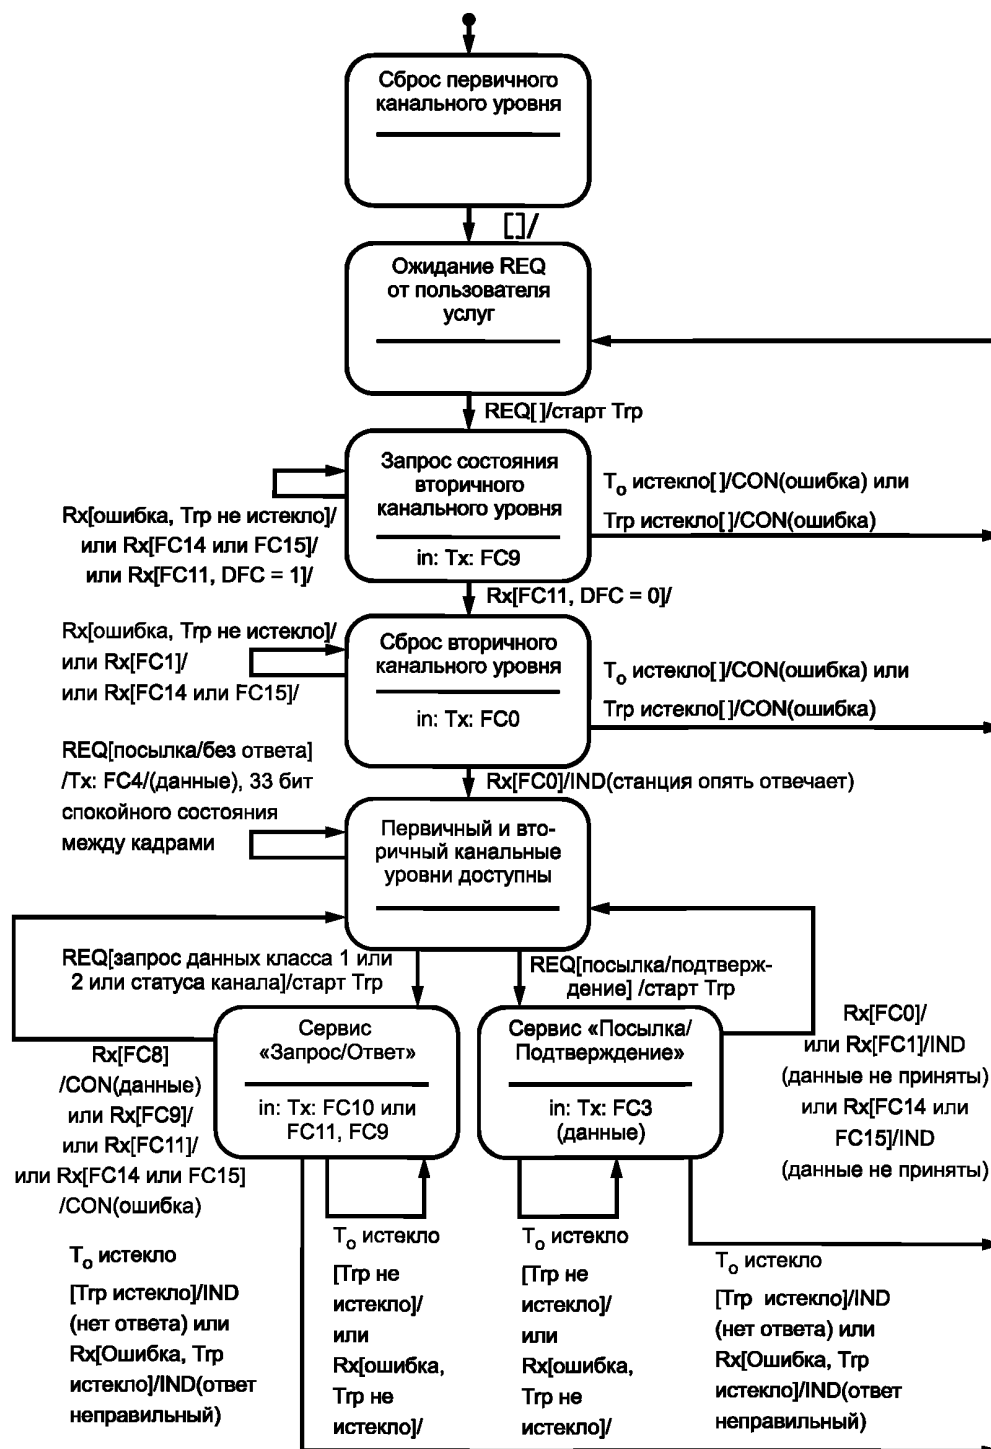 Сброс первичного
канального уровня
[]/
Ожидание REQ
от пользователя
услуг
REQ[ ]/старт Trp
Запрос состояния
вторичного
канального уровня
in: Tx: FC9
Tо истекло[]/CON(ошибка) или
Trp истекло[]/CON(ошибка)
Rx[ошибка, Trp не истекло]/
или Rx[FC14 или FC15]/
или Rx[FC11, DFC = 1]/
Rx[FC11, DFC = 0]/
Rx[ошибка, Trp не истекло]/
или Rx[FC1]/
или Rx[FC14 или FC15]/
Сброс вторичного
канального уровня
in: Tx: FC0
Tо истекло[]/CON(ошибка) или
Trp истекло[]/CON(ошибка)
REQ[посылка/без ответа]
/Tx: FC4/(данные), 33 бит
спокойного состояния
между кадрами
Rx[FC0]/IND(станция опять отвечает)
Первичный и вто-
ричный канальные
уровни доступны
REQ[запрос данных класса 1 или
2 или статуса канала]/старт Trp
REQ[посылка/подтверж-
дение] /старт Trp
Сервис
«Запрос/Ответ»
in: Tx: FC10 или
FC11, FC9
Сервис «Посылка/
Подтверждение»
in: Tx: FC3
(данные)
Rx[FC8]
/CON(данные)
или Rx[FC9]/
или Rx[FC11]/
или Rx[FC14 или FC15]
/CON(ошибка)
Rx[FC0]/
или Rx[FC1]/IND
(данные не приняты)
или Rx[FC14 или
FC15]/IND
(данные не приняты)
Tо истекло
[Trp истекло]/IND
(нет ответа) или
Rx[Ошибка, Trp
истекло]/IND(ответ
неправильный)
Tо истекло
[Trp не
истекло]/
или
Rx[ошибка,
Trp не
истекло]/
Tо истекло
[Trp не
истекло]/
или
Rx[ошибка,
Trp не
истекло]/
Tо истекло
[Trp истекло]/IND
(нет ответа) или
Rx[Ошибка, Trp
истекло]/IND(ответ
неправильный)